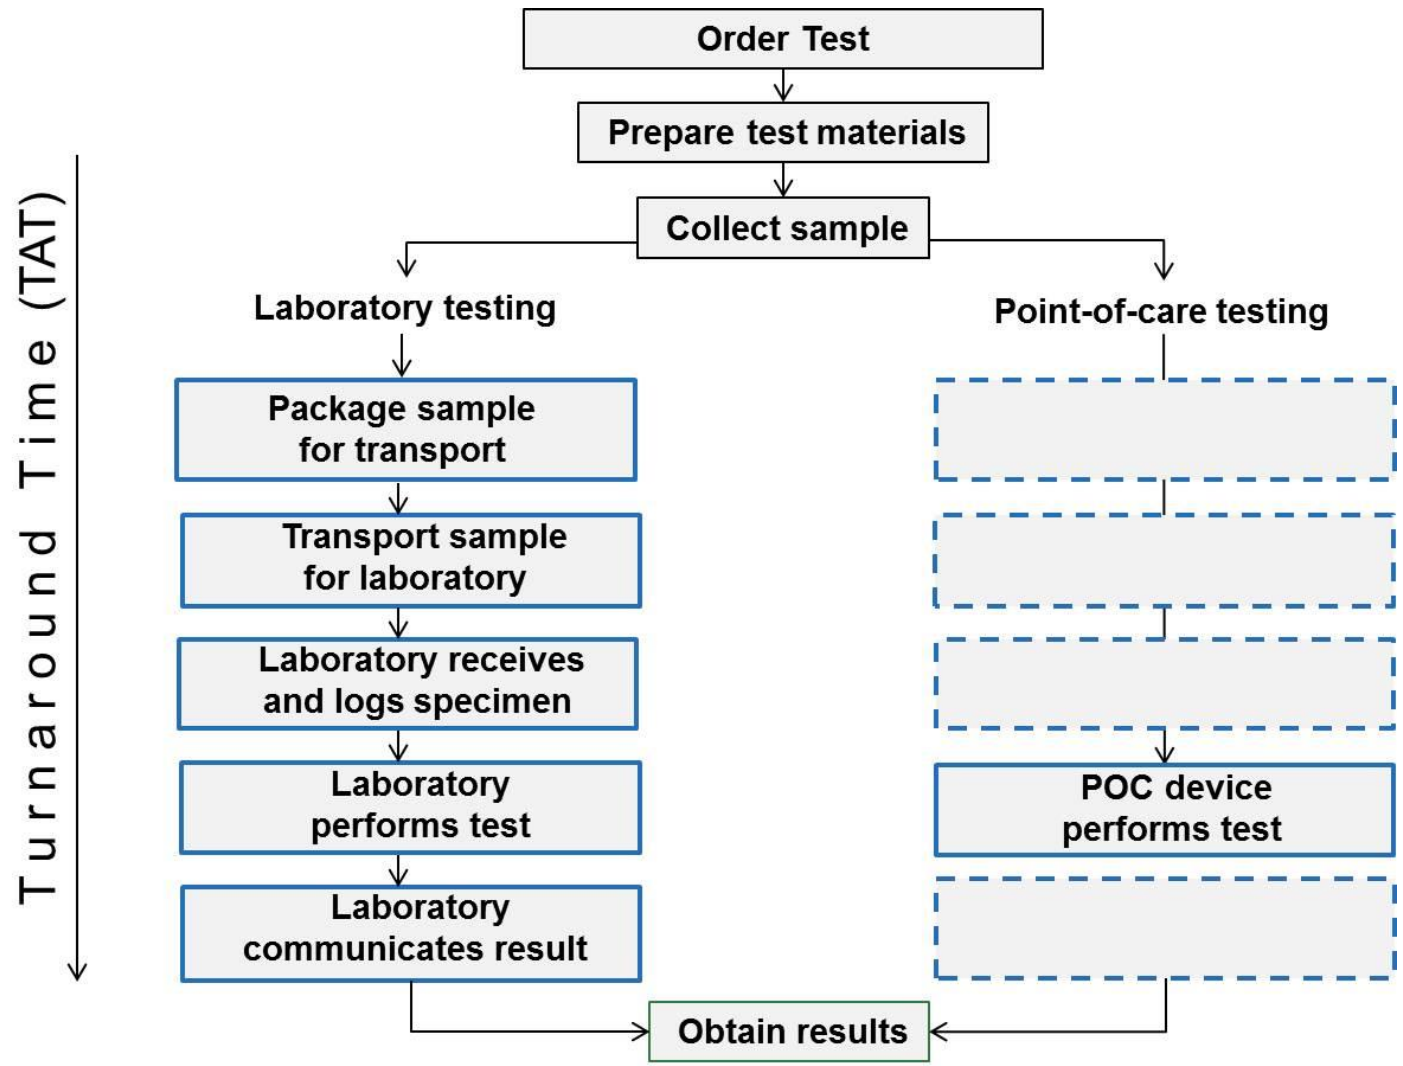 Order Test
Prepare test materials
Collect sample
Turnaround Time (TAT)
Laboratory testing
Package sample
for transport
Transport sample
for laboratory
Laboratory receives
and logs specimen
Laboratory
performs test
Laboratory
communicates result
Point-of-care testing
POC device
performs test
Obtain results